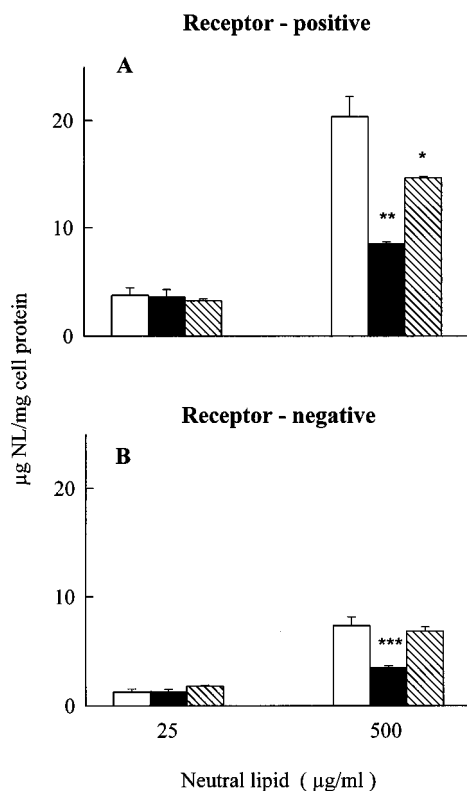 Receptor - positive
A
20
10
0
**
*
µg NL/mg cell protein
Receptor - negative
B
20
10
0
***
25 500
Neutral lipid ( µg/ml )